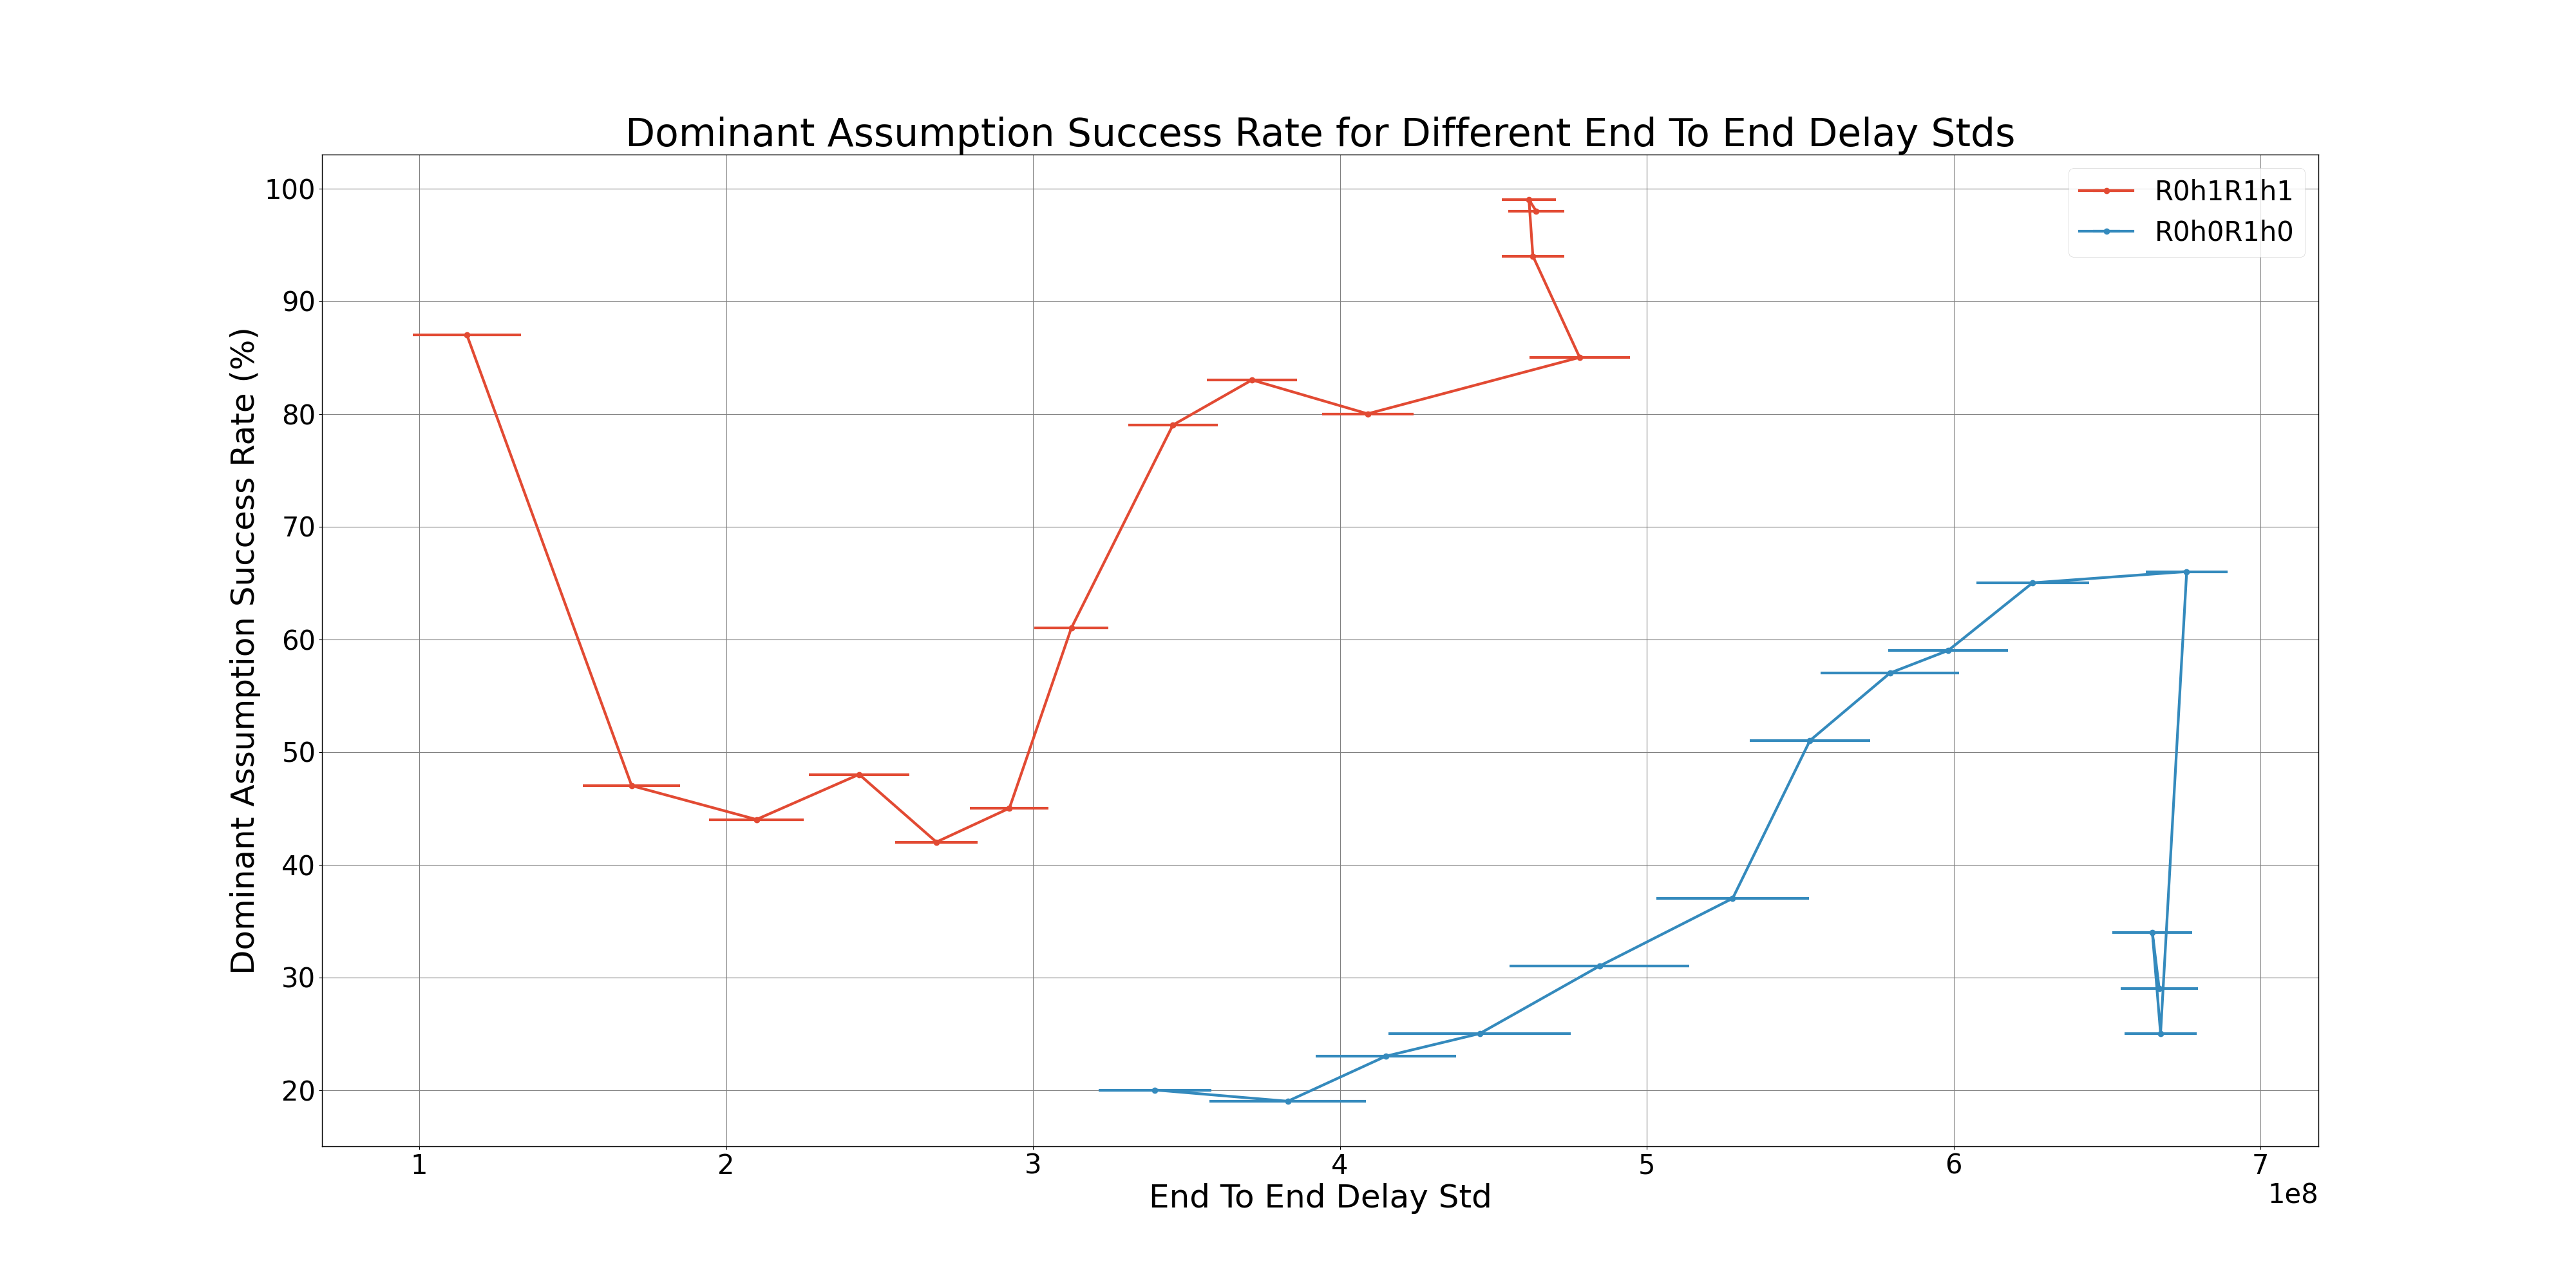 Dominant Assumption Success Rate for Different End To End Delay Stds
R0h1R1h1
R0h0R1h0
Dominant Assumption Success Rate (%)
100
90
80
70
60
50
40
30
20
1 2 3 4 5 6 7
End To End Delay Std
1e8